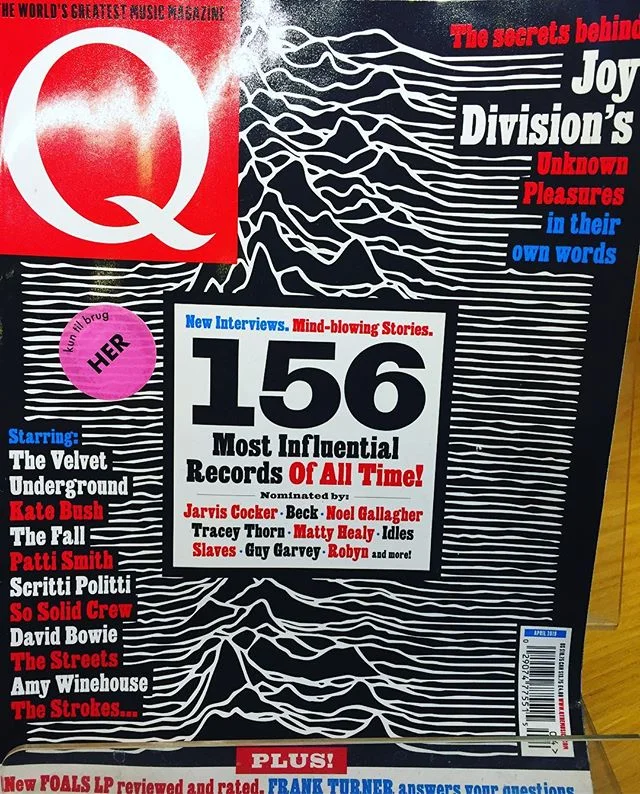 THE WORLD'S GREATEST MUSIC MAGAZINE
Q
The secrets behind
Joy
Division's
Unknown
Pleasures
in their
own words
kun til brug
HER
New Interviews. Mind-blowing Stories.
156
Most Influential
Records Of All Time!
Nominated by:
Jarvis Cocker · Beck · Noel Gallagher
Tracey Thorn · Matty Healy · Idles
Slaves · Guy Garvey · Robyn and more!
Starring:
The Velvet
Underground
Kate Bush
The Fall
Patti Smith
Scritti Politti
So Solid Crew
David Bowie
The Streets
Amy Winehouse
The Strokes...
APRIL 2019
PLUS!
New FOALS LP reviewed and rated. FRANK TURNER answers your questions